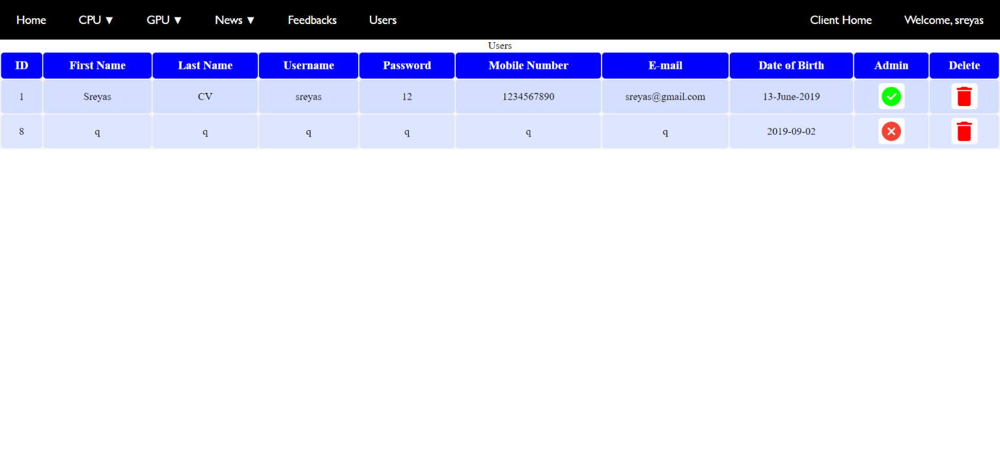 Home CPU ▼ GPU ▼ News ▼ Feedbacks Users Client Home Welcome, sreyas
Users
ID First Name Last Name Username Password Mobile Number E-mail Date of Birth Admin Delete
1 Sreyas CV sreyas 12 1234567890 sreyas@gmail.com 13-June-2019
8 q q q q q q 2019-09-02